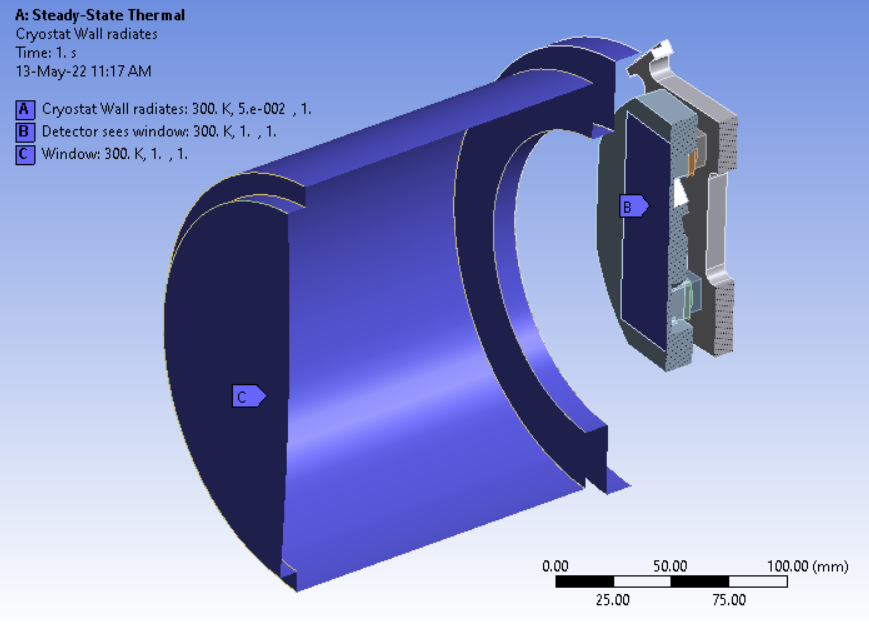 A: Steady-State Thermal
Cryostat Wall radiates
Time: 1. s
13-May-22 11:17 AM
A Cryostat Wall radiates: 300. K, 5.e-002 , 1.
B Detector sees window: 300. K, 1. , 1.
C Window: 300. K, 1. , 1.
B
C
0.00 50.00 100.00 (mm)
25.00 75.00